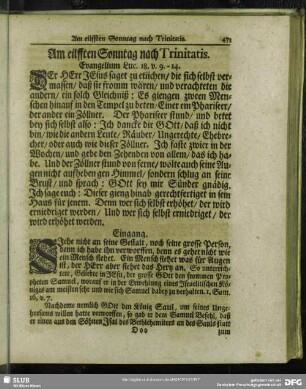 Am eilfften Sonntag nach Trinitatis. 471
Am eilfften Sonntag nach Trinitatis.
Evangelium Luc. 18. v. 9.-14.
DEr HErr JEsus saget zu etlichen, die sich selbst ver-
massen, daß sie fromm wären, und verachteten die
andern, ein solch Gleichniß: Es giengen zween Men-
schen hinauf in den Tempel zu beten, Einer ein Phariseer,
der ander ein Zöllner. Der Phariseer stund, und betet
bey sich selbst also: Ich dancke dir GOtt, daß ich nicht
bin, wie die andern Leute, Räuber, Ungerechte, Ehebre-
cher, oder auch wie dieser Zöllner. Ich faste zwier in der
Wochen, und gebe den Zehenden von allem, das ich ha-
be. Und der Zöllner stund von ferne, wolte auch seine Au-
gen nicht aufheben gen Himmel, sondern schlug an seine
Brust, und sprach: GOtt sey mir Sünder gnädig.
Ich sage euch: Dieser gieng hinab gerechtfertiget in sein
Haus für jenem. Denn wer sich selbst erhöhet, der wird
erniedriget werden, Und wer sich selbst erniedriget, der
wird erhöhet werden.
Eingang.
Siehe nicht an seine Gestalt, noch seine grosse Person,
denn ich habe ihn verworffen, denn es gehet nicht wie
ein Mensch siehet. Ein Mensch siehet was für Augen
ist, der HErr aber siehet das Hertz an. So unterrich-
tete, Geliebte in JEsu, der grosse GOtt den frommen Pro-
pheten Samuel, worauf er in der Erwehlung eines Israelitischen Kö-
niges am meisten sehe und wie sich Samuel dabey zu verhalten. 1. Sam.
16, v. 7.
Nachdeme nemlich GOtt den König Saul, um seines Unge-
horsams willen hatte verworffen, so gab er dem Samuel Befehl, daß
er einen aus den Söhnen Isai des Bethlehemiters an des Sauls statt
Ooo zum
SLUB
Wir führen Wissen.